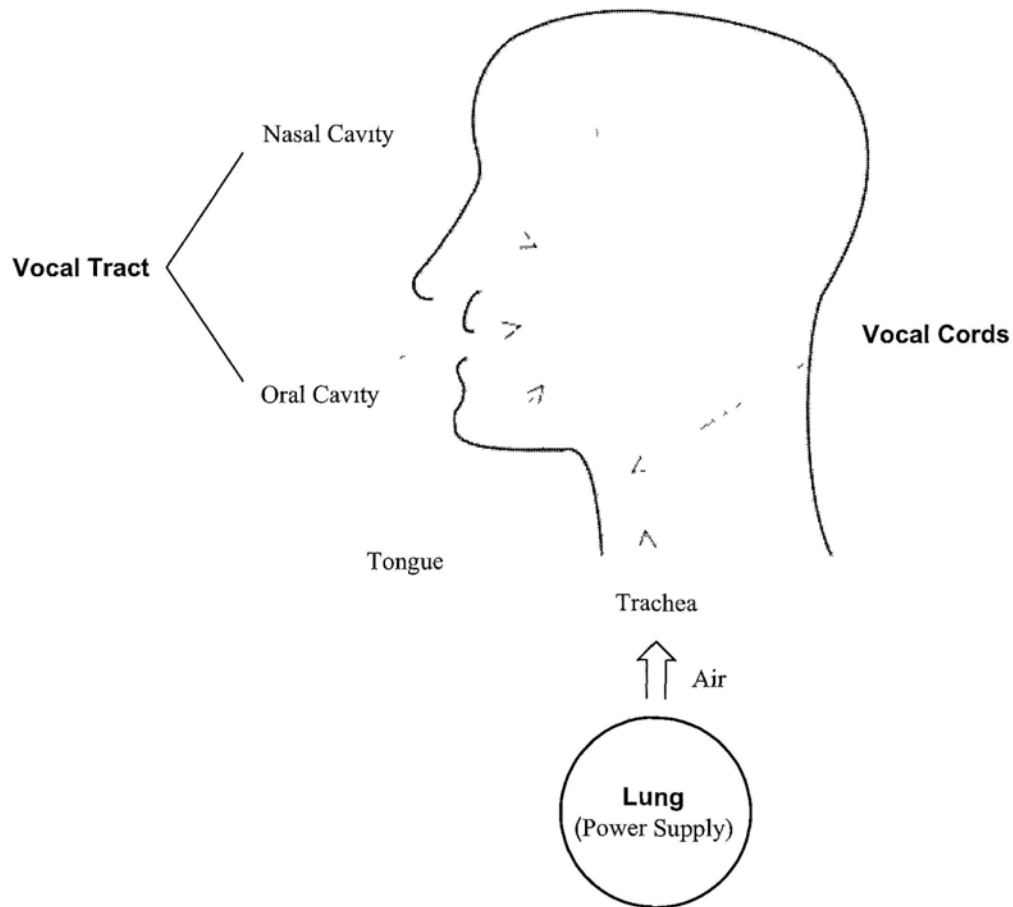 Nasal Cavity
Vocal Tract
Vocal Cords
Oral Cavity
Tongue
Trachea
Air
Lung
(Power Supply)